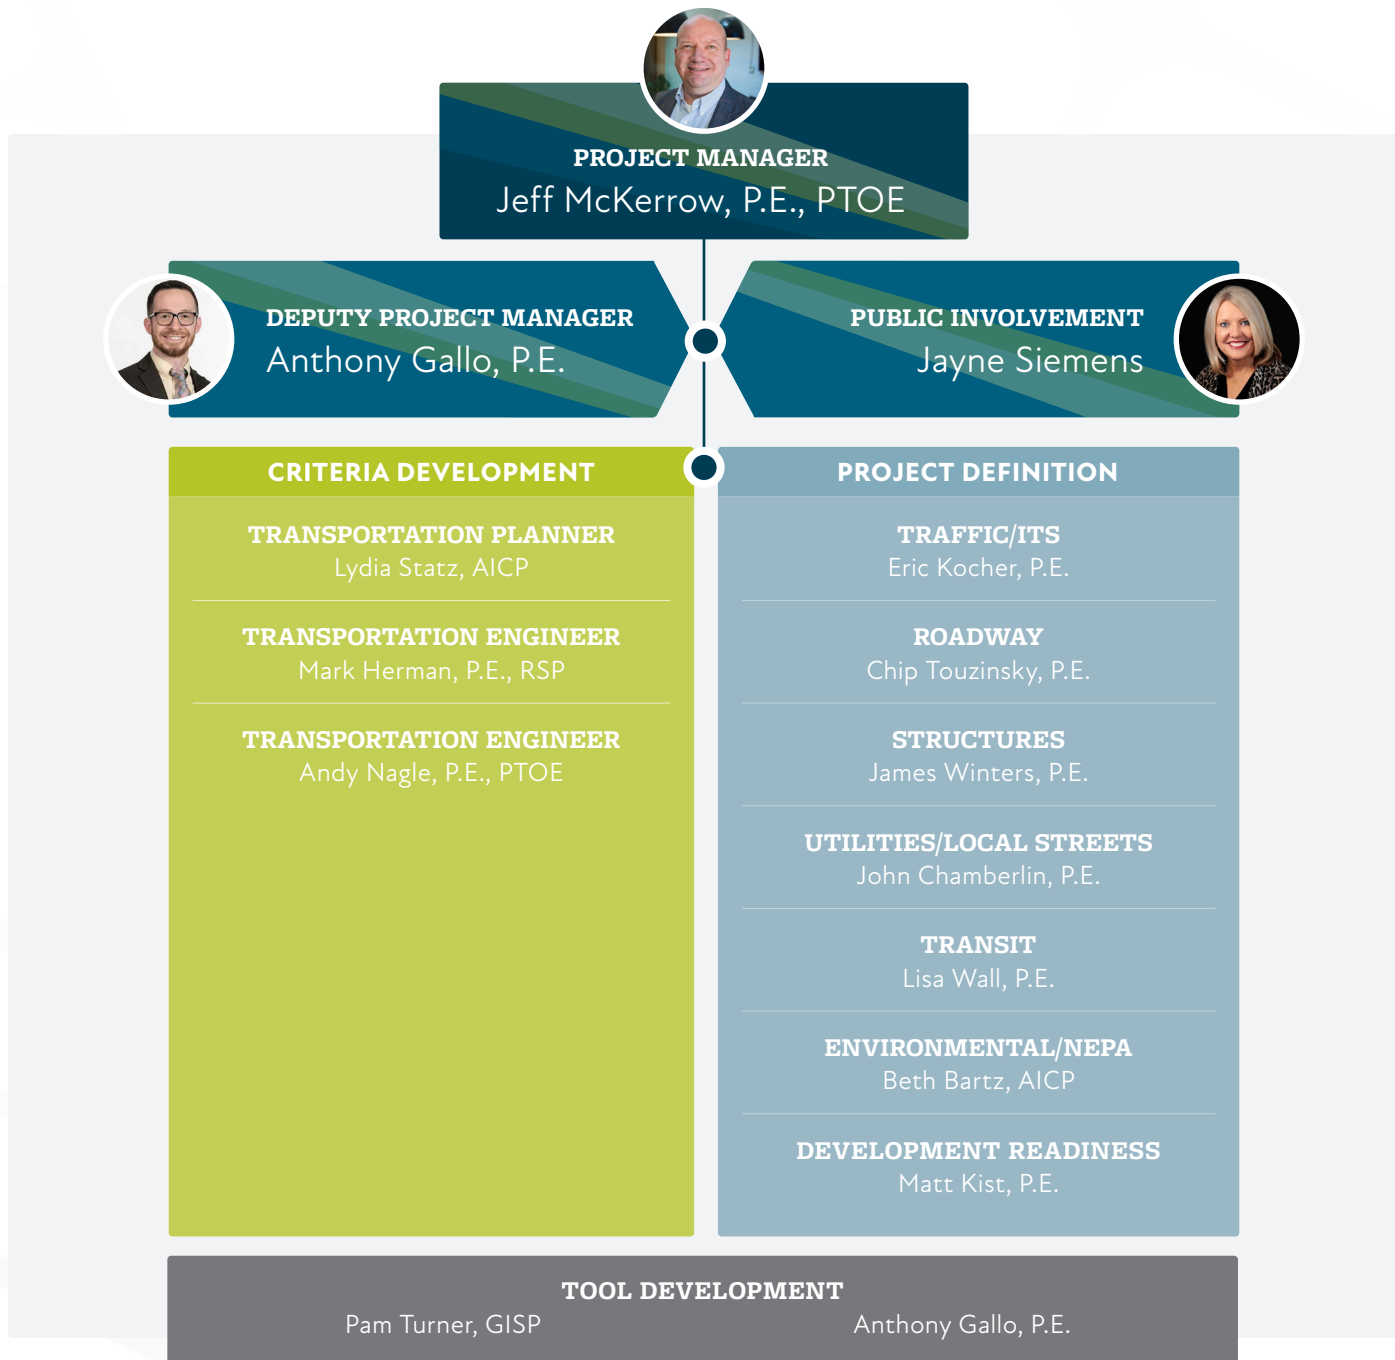 PROJECT MANAGER
Jeff McKerrow, P.E., PTOE
DEPUTY PROJECT MANAGER
Anthony Gallo, P.E.
PUBLIC INVOLVEMENT
Jayne Siemens
CRITERIA DEVELOPMENT
TRANSPORTATION PLANNER
Lydia Statz, AICP
TRANSPORTATION ENGINEER
Mark Herman, P.E., RSP
TRANSPORTATION ENGINEER
Andy Nagle, P.E., PTOE
PROJECT DEFINITION
TRAFFIC/ITS
Eric Kocher, P.E.
ROADWAY
Chip Touzinsky, P.E.
STRUCTURES
James Winters, P.E.
UTILITIES/LOCAL STREETS
John Chamberlin, P.E.
TRANSIT
Lisa Wall, P.E.
ENVIRONMENTAL/NEPA
Beth Bartz, AICP
DEVELOPMENT READINESS
Matt Kist, P.E.
TOOL DEVELOPMENT
Pam Turner, GISP
Anthony Gallo, P.E.